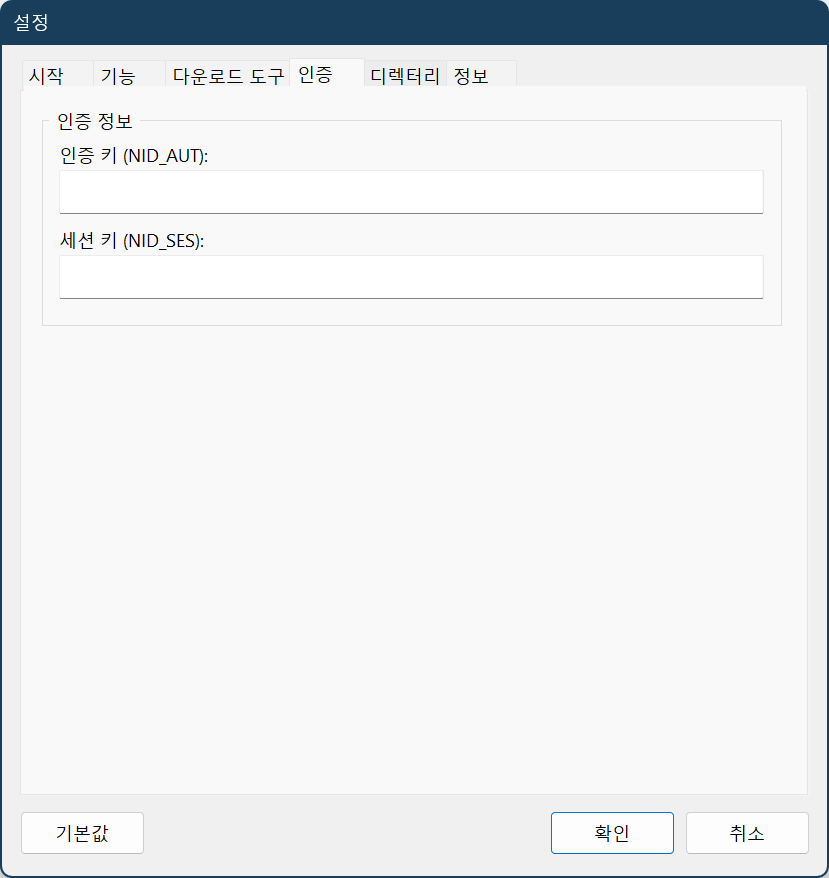 설정
시작 기능 다운로드 도구 인증 디렉터리 정보
인증 정보
인증 키 (NID_AUT):
세션 키 (NID_SES):
기본값 확인 취소